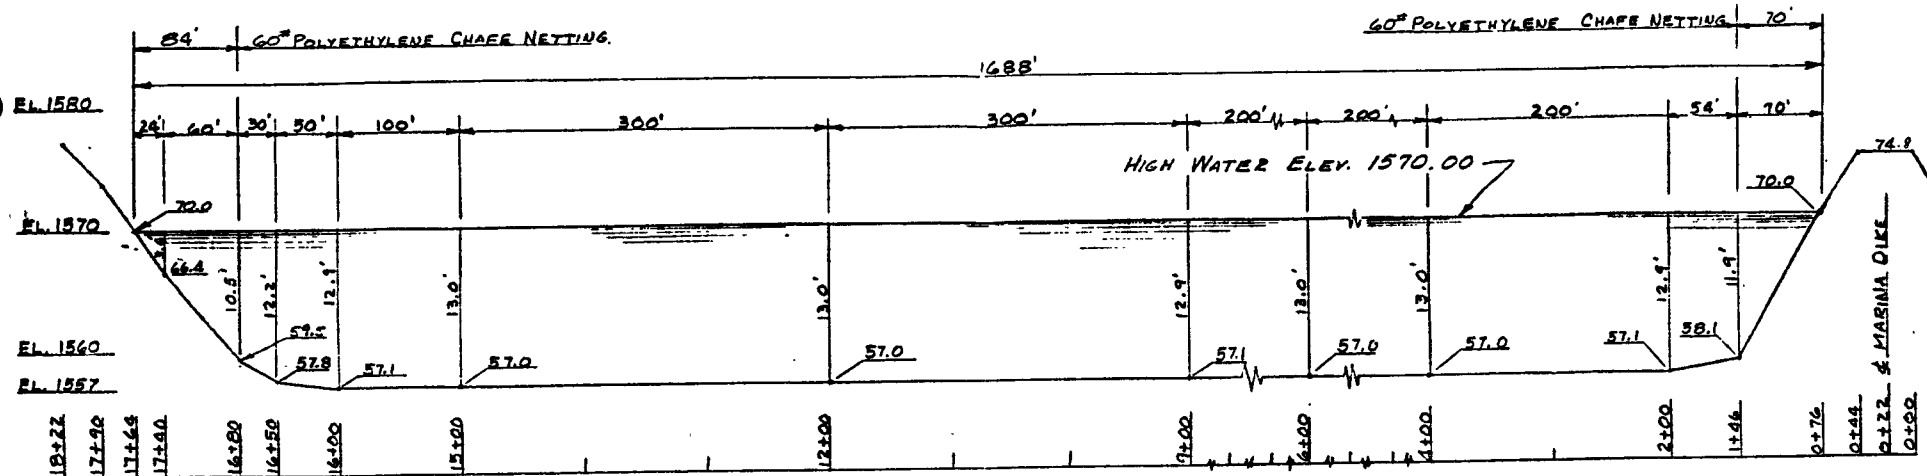 84' 60# POLYETHYLENE CHAFE NETTING. 60# POLYETHYLENE CHAFE NETTING 70'
1688'
EL. 1580
24' 60' 30' 50' 100' 300' 300' 200' 200' 200' 54' 70'
HIGH WATER ELEV. 1570.00
74.8
70.0 70.0
EL. 1570
66.4
10.5' 12.2' 12.9' 13.0' 13.0' 12.9' 13.0' 13.0' 12.9' 11.9'
59.5 57.8 57.1 57.0 57.0 57.1 57.0 57.0 57.1 58.1
EL. 1560
EL. 1557
18+22 17+90 17+64 17+40 16+80 16+50 16+00 15+00 12+00 7+00 6+00 4+00 2+00 1+46 0+76 0+44 0+22 ℄ MARINA DIKE 0+00